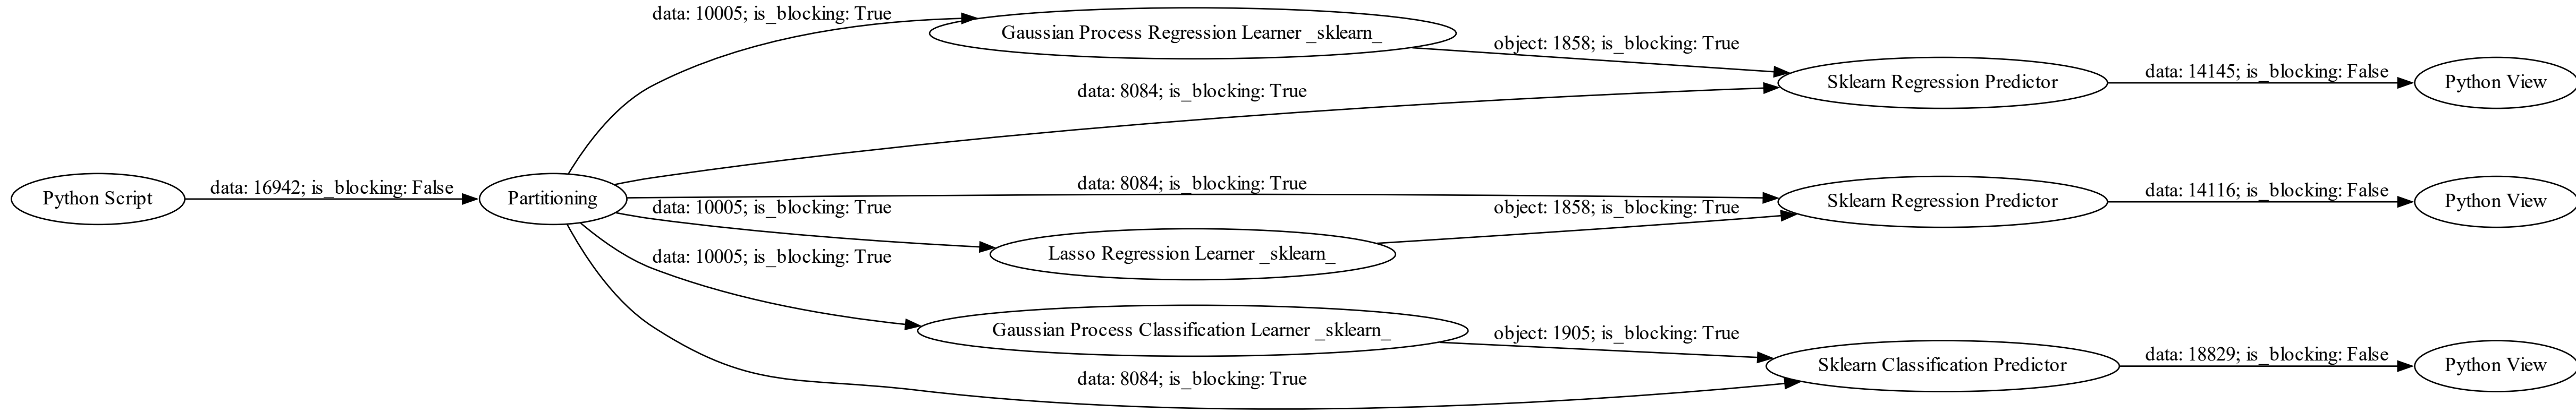 data: 10005; is_blocking: True
Gaussian Process Regression Learner _sklearn_
object: 1858; is_blocking: True
data: 8084; is_blocking: True
Sklearn Regression Predictor
data: 14145; is_blocking: False
Python View
Python Script
data: 16942; is_blocking: False
Partitioning
data: 8084; is_blocking: True
data: 10005; is_blocking: True
object: 1858; is_blocking: True
Sklearn Regression Predictor
data: 14116; is_blocking: False
Python View
Lasso Regression Learner _sklearn_
data: 10005; is_blocking: True
Gaussian Process Classification Learner _sklearn_
object: 1905; is_blocking: True
data: 8084; is_blocking: True
Sklearn Classification Predictor
data: 18829; is_blocking: False
Python View